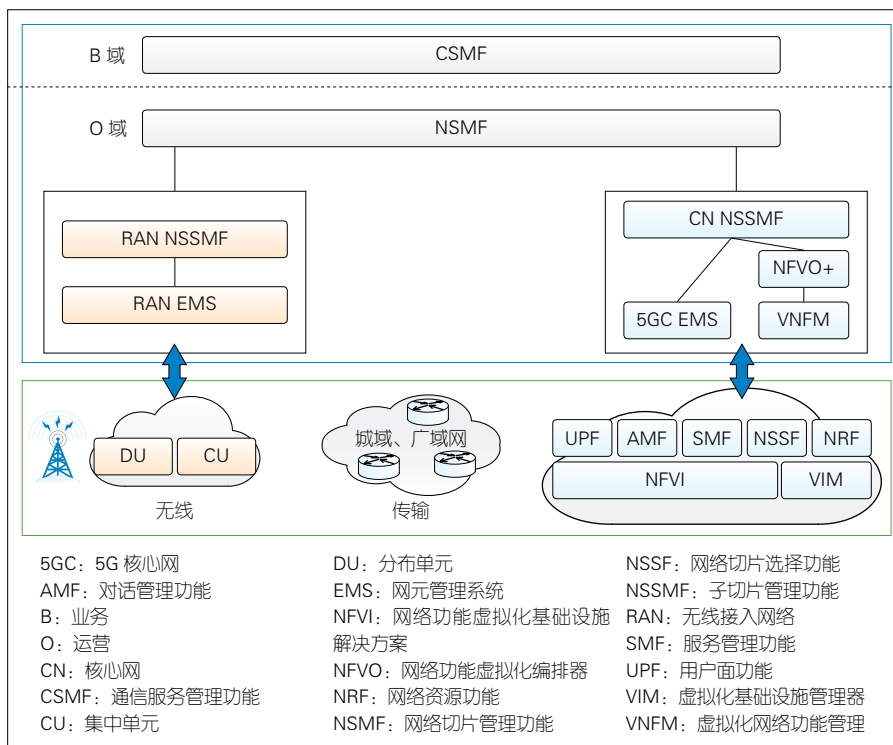 B 域
CSMF
O 域
NSMF
RAN NSSMF
RAN EMS
CN NSSMF
NFVO+
5GC EMS
VNFM
DU
CU
无线
城域、广域网
传输
UPF
AMF
SMF
NSSF
NRF
NFVI
VIM
5GC：5G 核心网
AMF：对话管理功能
B：业务
O：运营
CN：核心网
CSMF：通信服务管理功能
CU：集中单元
DU：分布单元
EMS：网元管理系统
NFVI：网络功能虚拟化基础设施
解决方案
NFVO：网络功能虚拟化编排器
NRF：网络资源功能
NSMF：网络切片管理功能
NSSF：网络切片选择功能
NSSMF：子切片管理功能
RAN：无线接入网络
SMF：服务管理功能
UPF：用户面功能
VIM：虚拟化基础设施管理器
VNFM：虚拟化网络功能管理